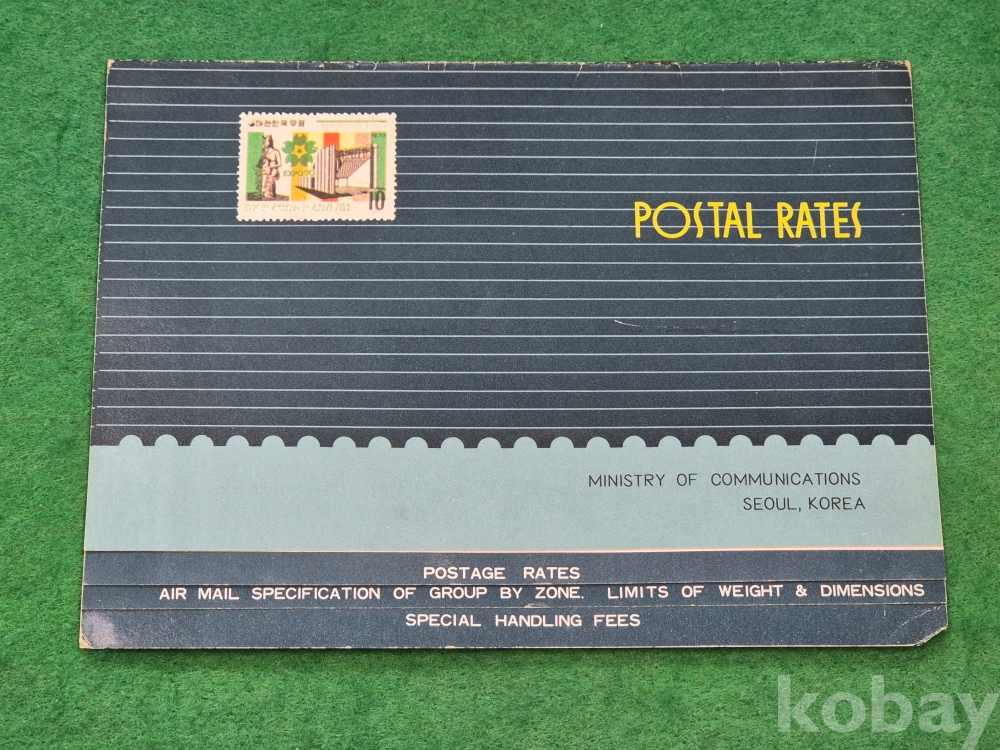 대한민국우표
EXPO'70
10
POSTAL RATES
MINISTRY OF COMMUNICATIONS
SEOUL, KOREA
POSTAGE RATES
AIR MAIL SPECIFICATION OF GROUP BY ZONE. LIMITS OF WEIGHT & DIMENSIONS
SPECIAL HANDLING FEES
kobay